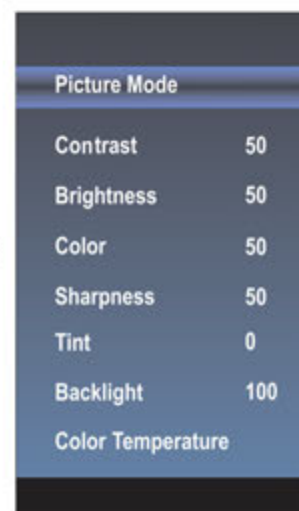 Picture Mode
Contrast 50
Brightness 50
Color 50
Sharpness 50
Tint 0
Backlight 100
Color Temperature